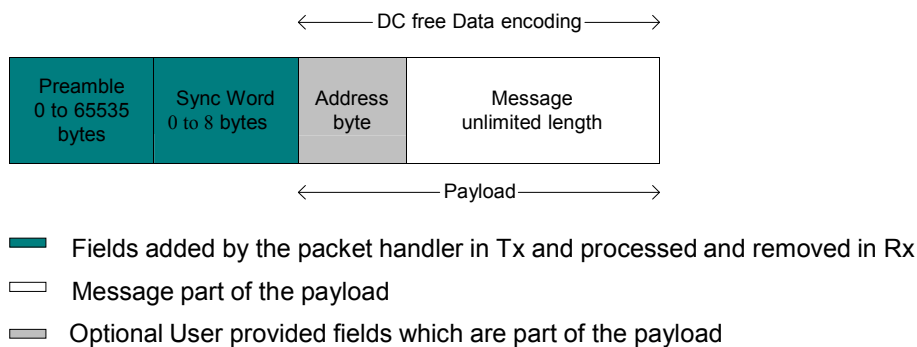 DC free Data encoding
Preamble
0 to 65535
bytes
Sync Word
0 to 8 bytes
Address
byte
Message
unlimited length
Payload
Fields added by the packet handler in Tx and processed and removed in Rx
Message part of the payload
Optional User provided fields which are part of the payload